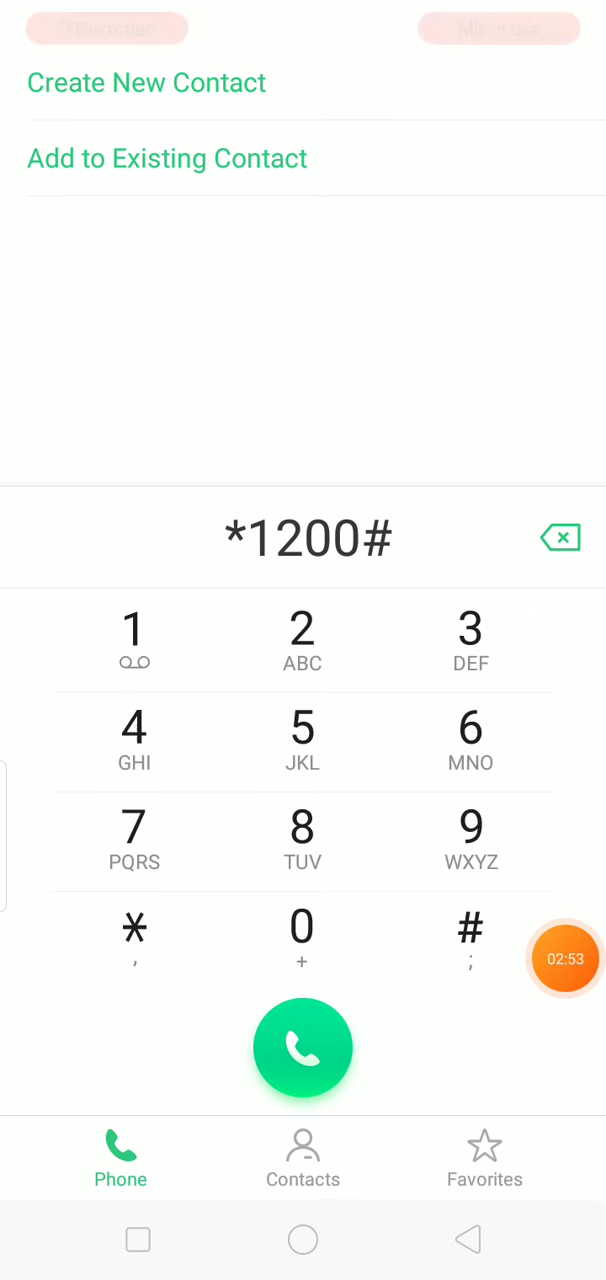 Create New Contact
Add to Existing Contact
*1200#
1 2 3
ABC DEF
4 5 6
GHI JKL MNO
7 8 9
PQRS TUV WXYZ
* 0 #
, + ;
02:53
Phone Contacts Favorites